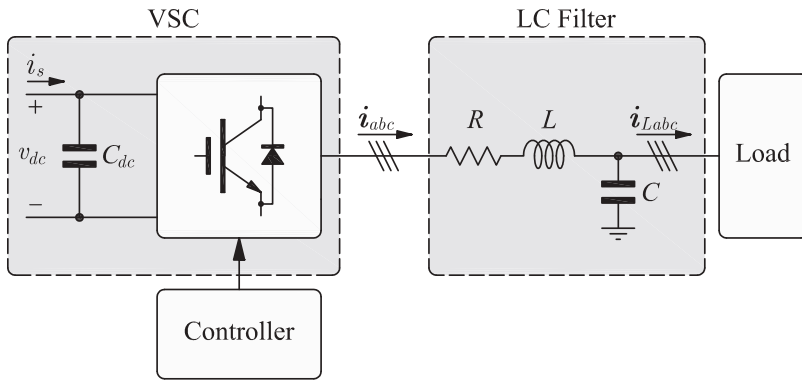 VSC
LC Filter
i_s
+
v_dc
C_dc
−
i_abc
R
L
i_Labc
C
Load
Controller